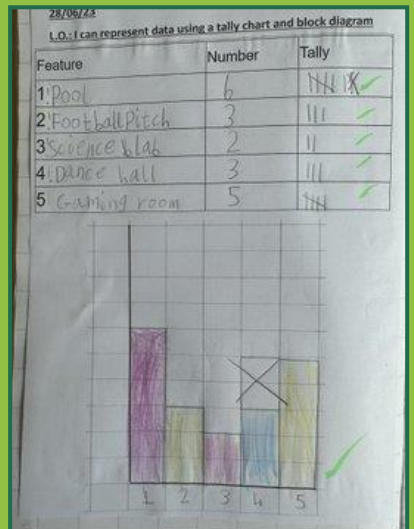 28/06/23
L.O.: I can represent data using a tally chart and block diagram
Feature Number Tally
1 Pool 6
2 Football Pitch 3
3 Science lab 2
4 Dance hall 3
5 Gaming room 5
1 2 3 4 5